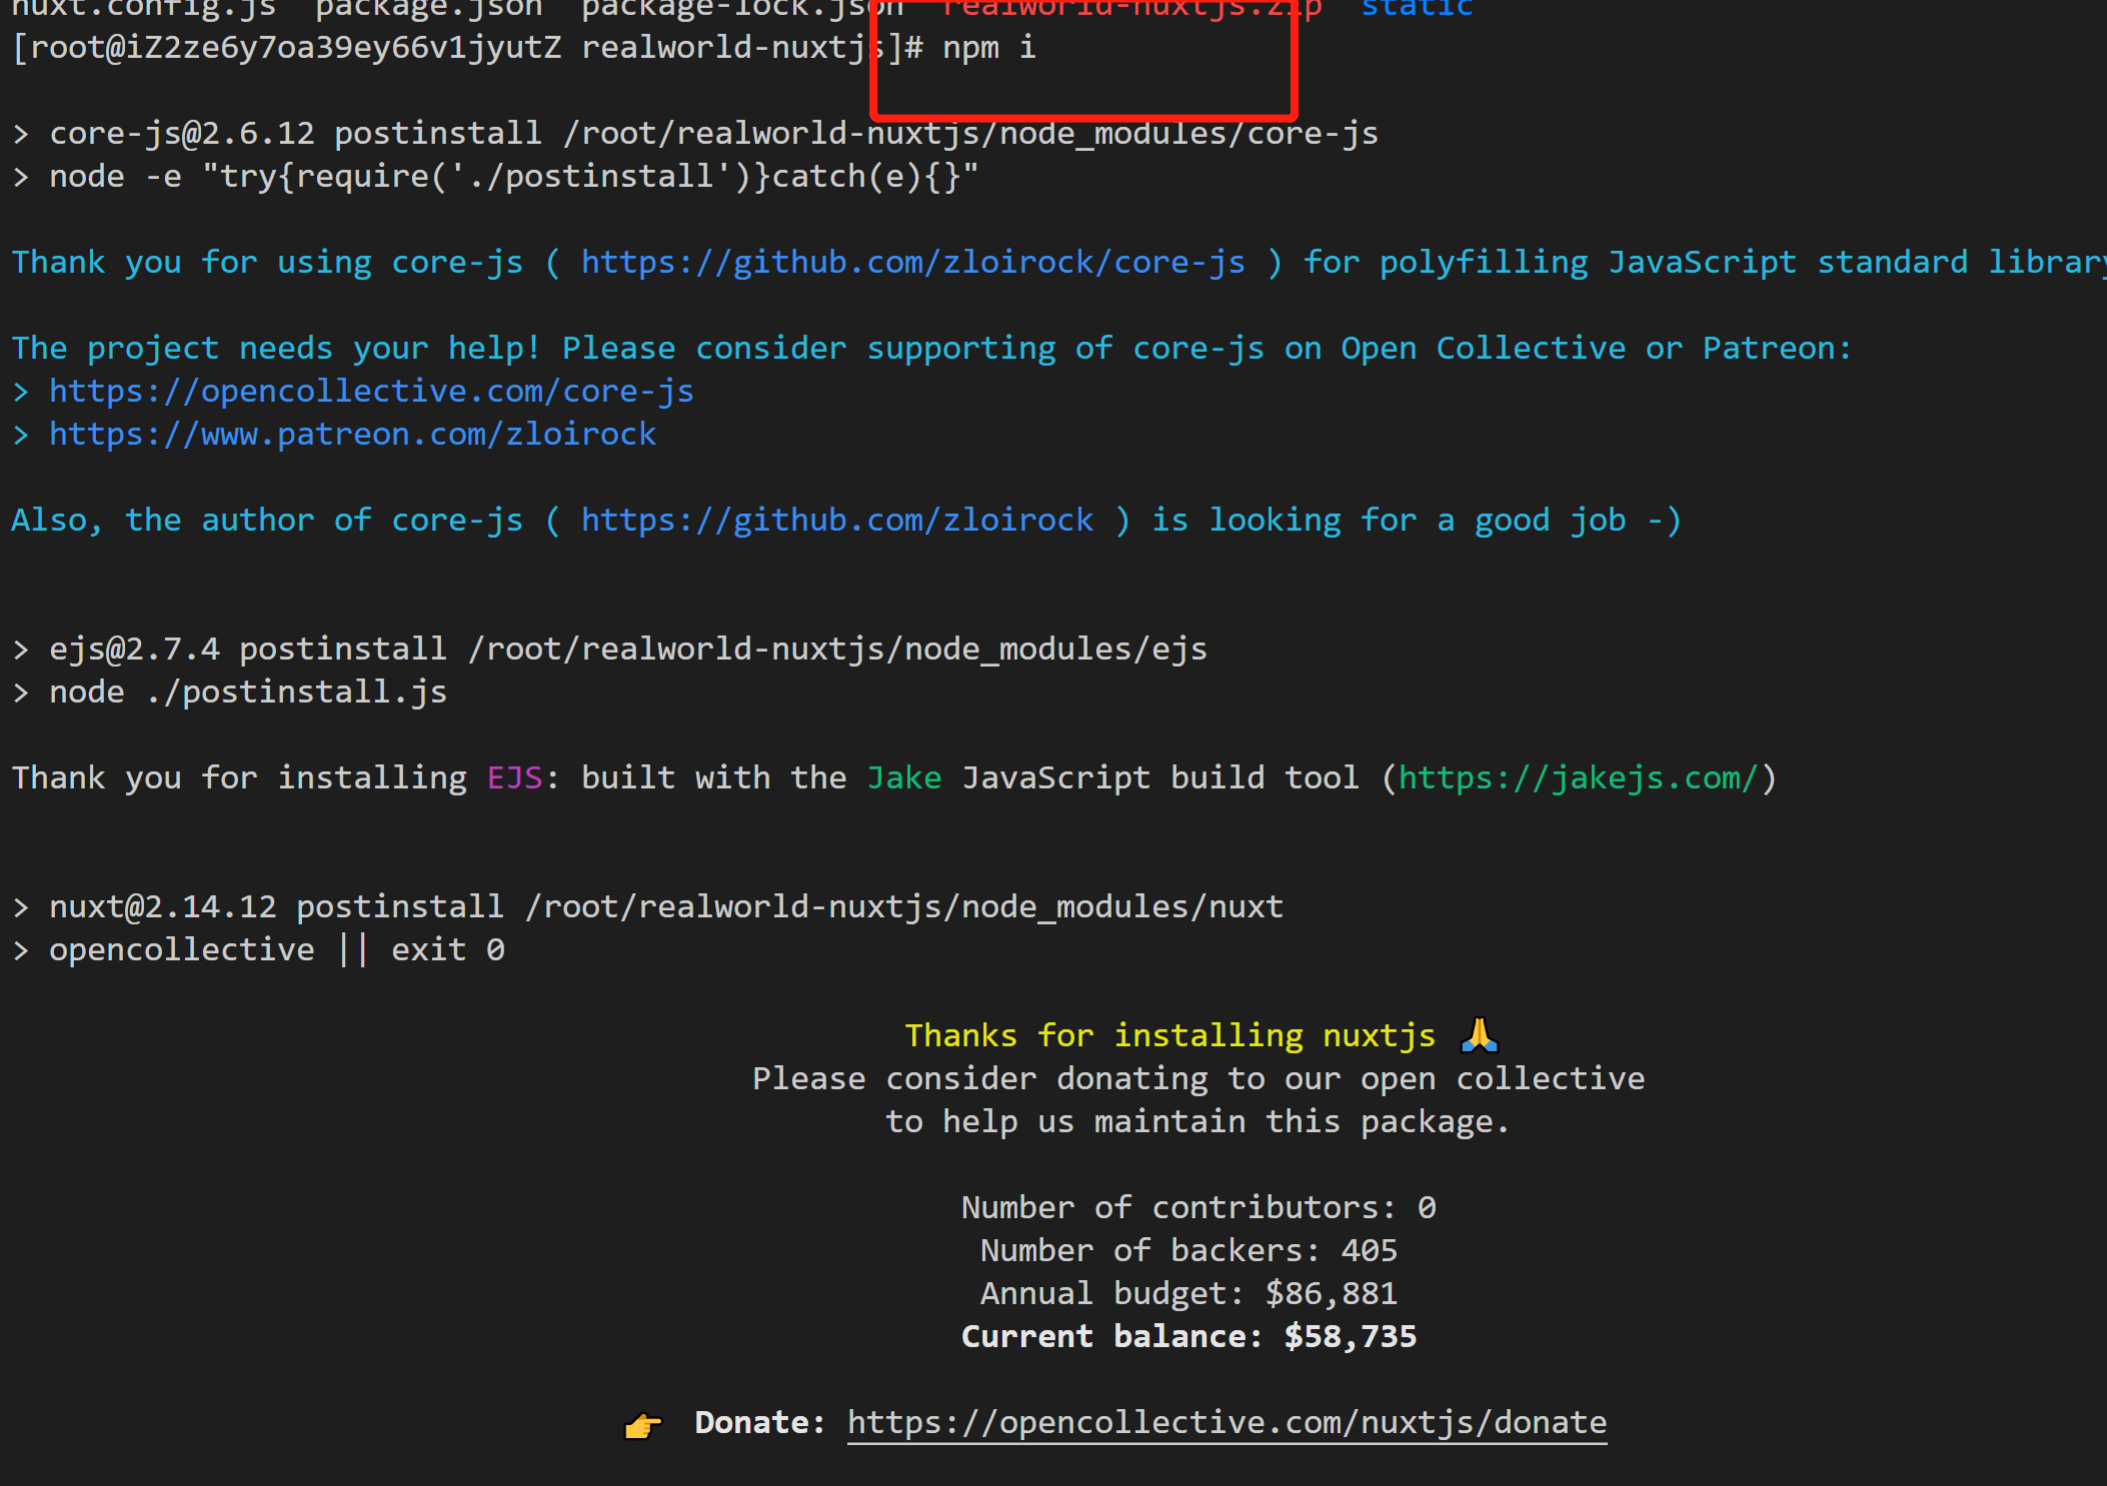 nuxt.config.js package.json package-lock.json realworld-nuxtjs.zip static
[root@iZ2ze6y7oa39ey66v1jyutZ realworld-nuxtjs]# npm i
> core-js@2.6.12 postinstall /root/realworld-nuxtjs/node_modules/core-js
> node -e "try{require('./postinstall')}catch(e){}"
Thank you for using core-js ( https://github.com/zloirock/core-js ) for polyfilling JavaScript standard library
The project needs your help! Please consider supporting of core-js on Open Collective or Patreon:
> https://opencollective.com/core-js
> https://www.patreon.com/zloirock
Also, the author of core-js ( https://github.com/zloirock ) is looking for a good job -)
> ejs@2.7.4 postinstall /root/realworld-nuxtjs/node_modules/ejs
> node ./postinstall.js
Thank you for installing EJS: built with the Jake JavaScript build tool (https://jakejs.com/)
> nuxt@2.14.12 postinstall /root/realworld-nuxtjs/node_modules/nuxt
> opencollective || exit 0
Thanks for installing nuxtjs 🙏
Please consider donating to our open collective
to help us maintain this package.
Number of contributors: 0
Number of backers: 405
Annual budget: $86,881
Current balance: $58,735
👉 Donate: https://opencollective.com/nuxtjs/donate